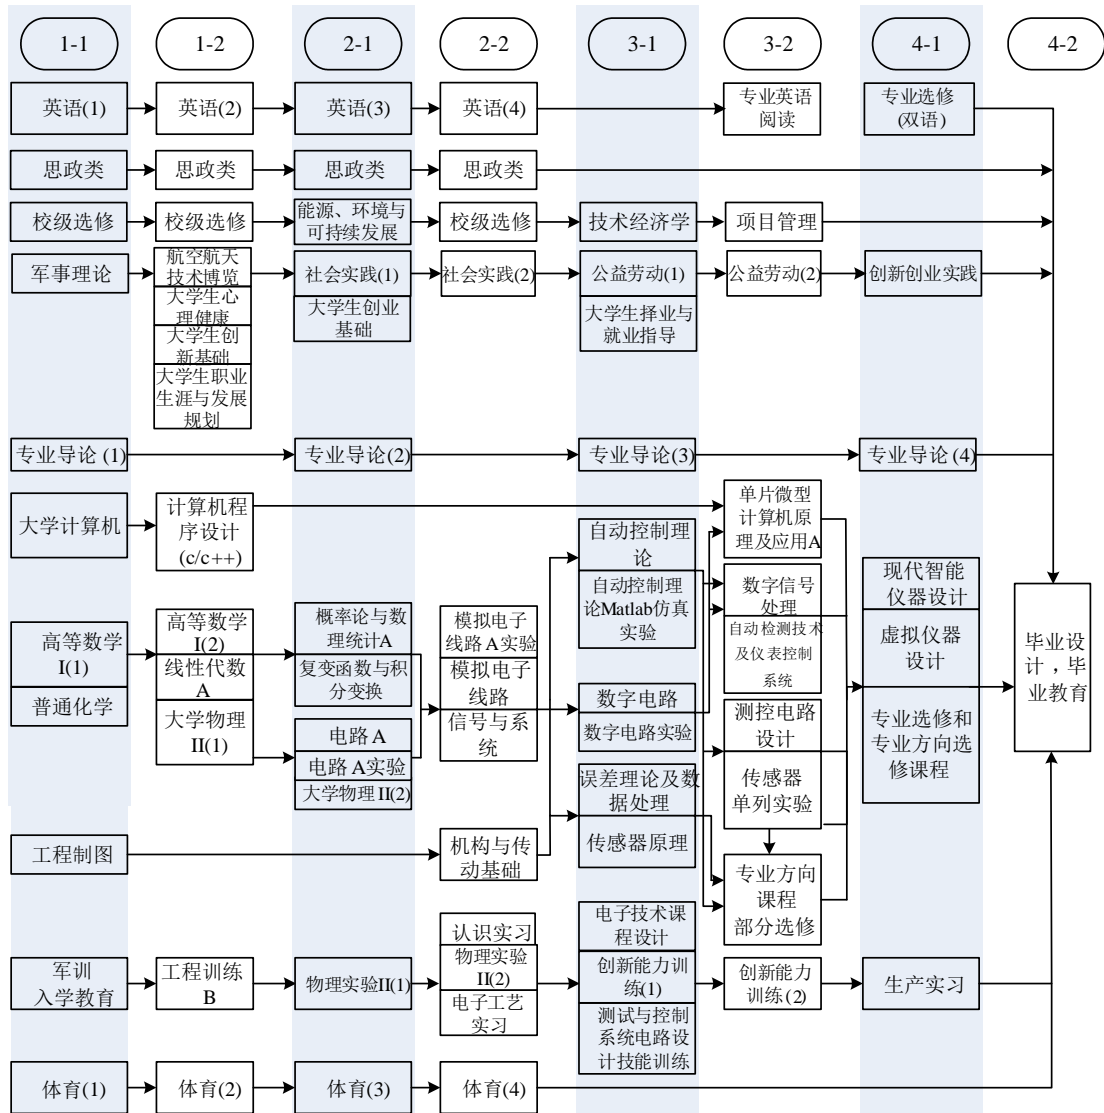 1-1
1-2
2-1
2-2
3-1
3-2
4-1
4-2
英语(1)
英语(2)
英语(3)
英语(4)
专业英语
阅读
专业选修
(双语)
思政类
思政类
思政类
思政类
校级选修
校级选修
能源、环境与
可持续发展
校级选修
技术经济学
项目管理
军事理论
航空航天
技术博览
大学生心
理健康
大学生创
新基础
大学生职业
生涯与发展
规划
社会实践(1)
大学生创业
基础
社会实践(2)
公益劳动(1)
大学生择业与
就业指导
公益劳动(2)
创新创业实践
专业导论(1)
专业导论(2)
专业导论(3)
专业导论(4)
大学计算机
计算机程
序设计
(c/c++)
单片微型
计算机原
理及应用A
高等数学
I(1)
普通化学
高等数学
I(2)
线性代数
A
大学物理
II(1)
概率论与数
理统计A
复变函数与积
分变换
电路A
电路A实验
大学物理II(2)
模拟电子
线路A实验
模拟电子
线路
信号与系
统
自动控制理
论
自动控制理
论Matlab仿真
实验
数字电路
数字电路实验
误差理论及数
据处理
传感器原理
数字信号
处理
自动检测技术
及仪表控制
系统
测控电路
设计
传感器
单列实验
专业方向
课程
部分选修
现代智能
仪器设计
虚拟仪器
设计
专业选修和
专业方向选
修课程
毕业设
计，毕
业教育
工程制图
机构与传
动基础
军训
入学教育
工程训练
B
物理实验II(1)
认识实习
物理实验
II(2)
电子工艺
实习
电子技术课
程设计
创新能力训
练(1)
测试与控制
系统电路设
计技能训练
创新能力
训练(2)
生产实习
体育(1)
体育(2)
体育(3)
体育(4)